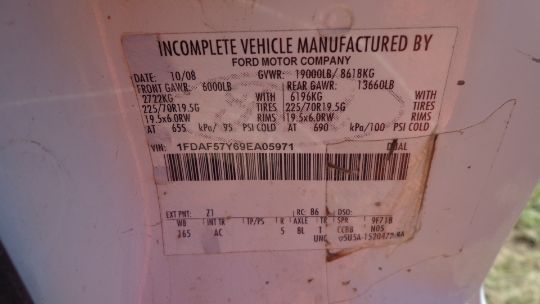 INCOMPLETE VEHICLE MANUFACTURED BY
FORD MOTOR COMPANY
DATE: 10/08 GVWR: 19000LB/ 8618KG
FRONT GAWR: 6000LB REAR GAWR: 13660LB
2722KG WITH 6196KG WITH
225/70R19.5G TIRES 225/70R19.5G TIRES
19.5x6.0RW RIMS 19.5x6.0RW RIMS
AT 655 kPa/ 95 PSI COLD AT 690 kPa/100 PSI COLD
VIN: 1FDAF57Y69EA05971 DUAL
EXT PNT: Z1 RC: 86 DSO:
WB INT TR TP/PS R AXLE TR SPR 9F71B
165 AC 5 BL T CCBB N05
UNC